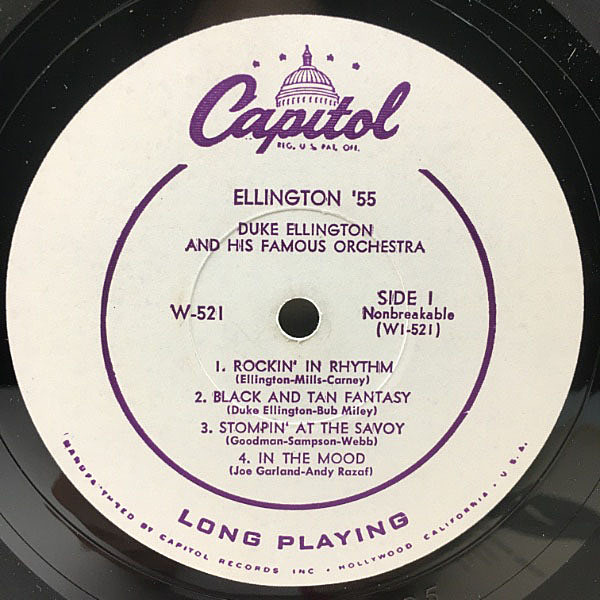 Capitol
REG. U.S. PAT. OFF.
ELLINGTON '55
DUKE ELLINGTON
AND HIS FAMOUS ORCHESTRA
W-521
SIDE 1
Nonbreakable
(W1-521)
1. ROCKIN' IN RHYTHM
(Ellington-Mills-Carney)
2. BLACK AND TAN FANTASY
(Duke Ellington-Bub Miley)
3. STOMPIN' AT THE SAVOY
(Goodman-Sampson-Webb)
4. IN THE MOOD
(Joe Garland-Andy Razaf)
LONG PLAYING
MANUFACTURED BY CAPITOL RECORDS INC • HOLLYWOOD CALIFORNIA • U.S.A.